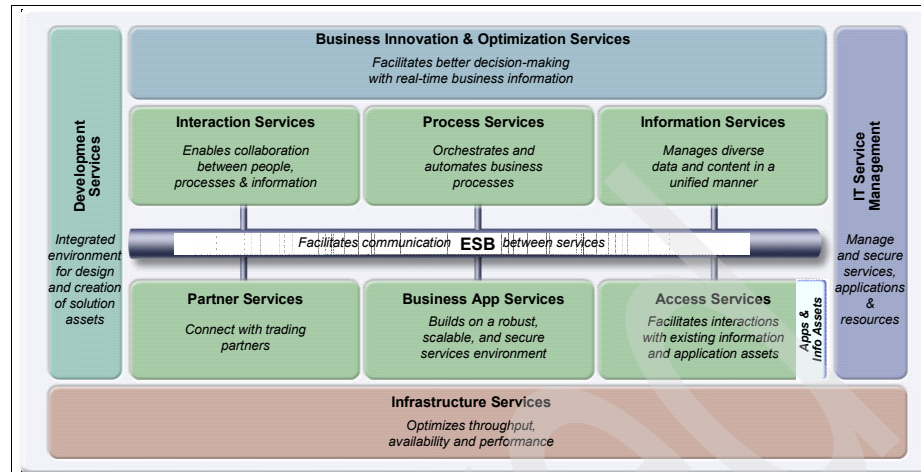 Business Innovation & Optimization Services
Facilitates better decision-making
with real-time business information
Development
Services
Integrated
environment
for design
and creation
of solution
assets
Interaction Services
Enables collaboration
between people,
processes & information
Process Services
Orchestrates and
automates business
processes
Information Services
Manages diverse
data and content in a
unified manner
IT Service
Management
Manage
and secure
services,
applications
&
resources
Facilitates communication ESB between services
Partner Services
Connect with trading
partners
Business App Services
Builds on a robust,
scalable, and secure
services environment
Access Services
Facilitates interactions
with existing information
and application assets
Apps &
Info Assets
Infrastructure Services
Optimizes throughput,
availability and performance